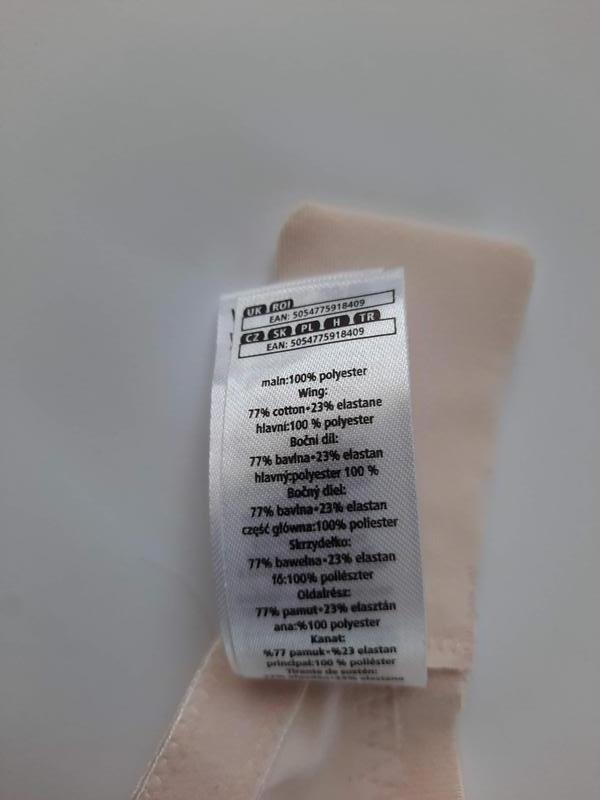 UK ROI
EAN: 5054775918409
CZ SK PL H TR
EAN: 5054775918409
main:100% polyester
Wing:
77% cotton•23% elastane
hlavní:100 % polyester
Boční díl:
77% bavlna•23% elastan
hlavný:polyester 100 %
Bočný diel:
77% bavlna•23% elastan
część główna:100% poliester
Skrzydełko:
77% bawełna•23% elastan
fő:100% poliészter
Oldalrész:
77% pamut•23% elasztán
ana:%100 polyester
Kanat:
%77 pamuk•%23 elastan
principal:100 % poliéster
Tirante de sostén: